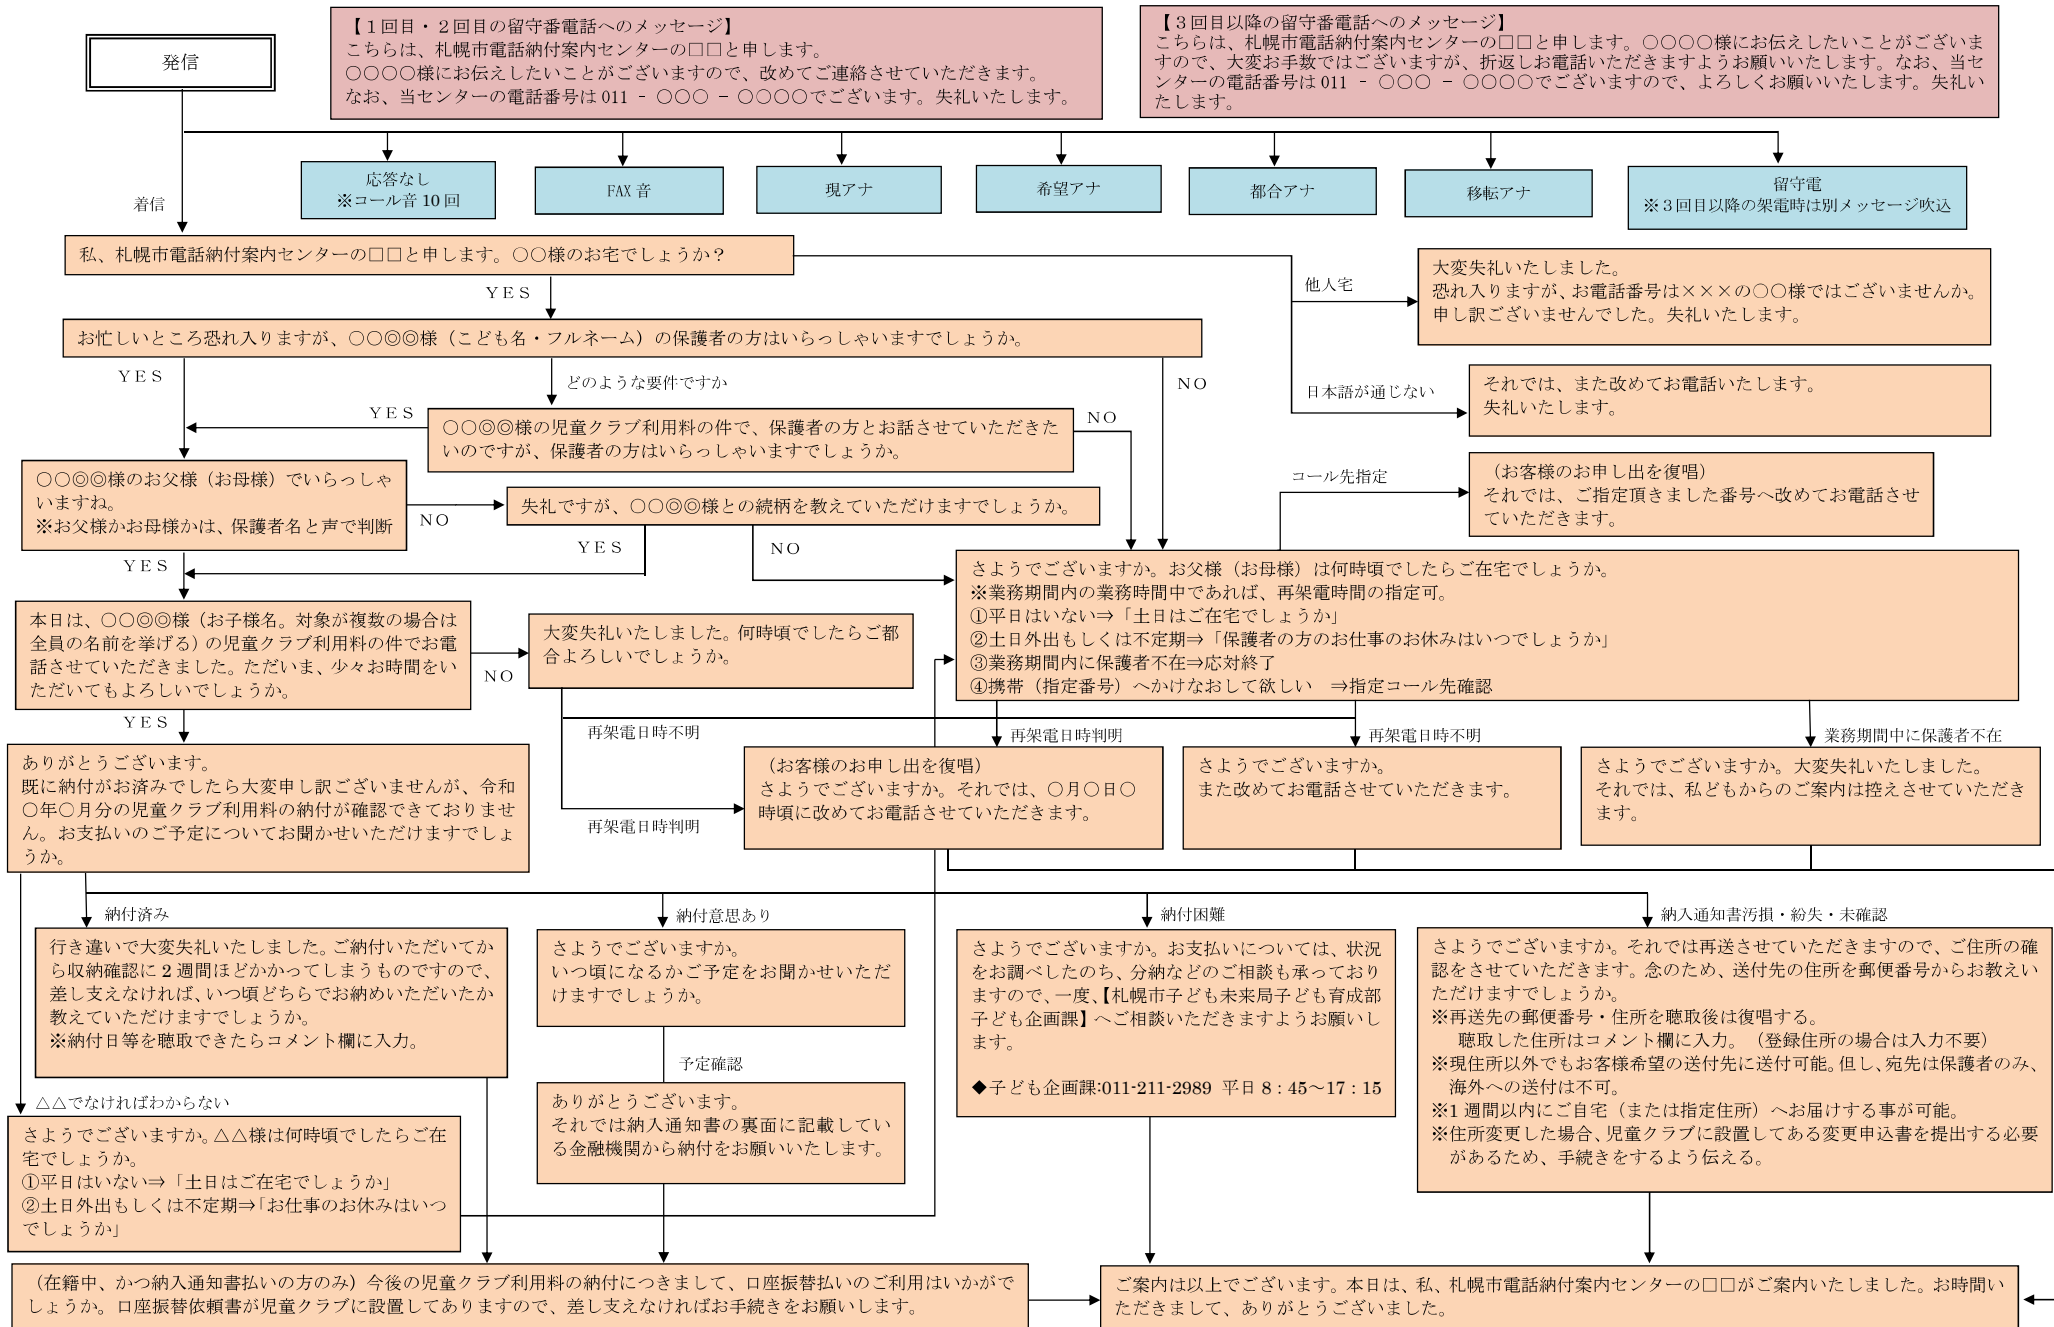 発信
【１回目・２回目の留守番電話へのメッセージ】
こちらは、札幌市電話納付案内センターの□□と申します。
○○○○様にお伝えしたいことがございますので、改めてご連絡させていただきます。
なお、当センターの電話番号は 011 － ○○○ － ○○○○でございます。失礼いたします。
【３回目以降の留守番電話へのメッセージ】
こちらは、札幌市電話納付案内センターの□□と申します。○○○○様にお伝えしたいことがございま
すので、大変お手数ではございますが、折返しお電話いただきますようお願いいたします。なお、当セ
ンターの電話番号は 011 － ○○○ － ○○○○でございますので、よろしくお願いいたします。失礼い
たします。
応答なし
※コール音 10 回
FAX 音
現アナ
希望アナ
都合アナ
移転アナ
留守電
※３回目以降の架電時は別メッセージ吹込
着信
私、札幌市電話納付案内センターの□□と申します。○○様のお宅でしょうか？
他人宅
大変失礼いたしました。
恐れ入りますが、お電話番号は×××の○○様ではございませんか。
申し訳ございませんでした。失礼いたします。
ＹＥＳ
お忙しいところ恐れ入りますが、○○◎◎様（こども名・フルネーム）の保護者の方はいらっしゃいますでしょうか。
日本語が通じない
それでは、また改めてお電話いたします。
失礼いたします。
ＹＥＳ
どのような要件ですか
ＮＯ
ＹＥＳ
○○◎◎様の児童クラブ利用料の件で、保護者の方とお話させていただきた
いのですが、保護者の方はいらっしゃいますでしょうか。
ＮＯ
○○◎◎様のお父様（お母様）でいらっしゃ
いますね。
※お父様かお母様かは、保護者名と声で判断
ＮＯ
失礼ですが、○○◎◎様との続柄を教えていただけますでしょうか。
コール先指定
（お客様のお申し出を復唱）
それでは、ご指定頂きました番号へ改めてお電話させ
ていただきます。
ＹＥＳ
ＹＥＳ
ＮＯ
さようでございますか。お父様（お母様）は何時頃でしたらご在宅でしょうか。
※業務期間内の業務時間中であれば、再架電時間の指定可。
①平日はいない⇒「土日はご在宅でしょうか」
②土日外出もしくは不定期⇒「保護者の方のお仕事のお休みはいつでしょうか」
③業務期間内に保護者不在⇒応対終了
④携帯（指定番号）へかけなおして欲しい　⇒指定コール先確認
本日は、○○◎◎様（お子様名。対象が複数の場合は
全員の名前を挙げる）の児童クラブ利用料の件でお電
話させていただきました。ただいま、少々お時間をい
ただいてもよろしいでしょうか。
ＮＯ
大変失礼いたしました。何時頃でしたらご都
合よろしいでしょうか。
ＹＥＳ
再架電日時不明
再架電日時判明
再架電日時不明
業務期間中に保護者不在
ありがとうございます。
既に納付がお済みでしたら大変申し訳ございませんが、令和
○年○月分の児童クラブ利用料の納付が確認できておりませ
ん。お支払いのご予定についてお聞かせいただけますでしょ
うか。
再架電日時判明
（お客様のお申し出を復唱）
さようでございますか。それでは、○月○日○
時頃に改めてお電話させていただきます。
さようでございますか。
また改めてお電話させていただきます。
さようでございますか。大変失礼いたしました。
それでは、私どもからのご案内は控えさせていただき
ます。
納付済み
納付意思あり
納付困難
納入通知書汚損・紛失・未確認
行き違いで大変失礼いたしました。ご納付いただいてか
ら収納確認に 2 週間ほどかかってしまうものですので、
差し支えなければ、いつ頃どちらでお納めいただいたか
教えていただけますでしょうか。
※納付日等を聴取できたらコメント欄に入力。
さようでございますか。
いつ頃になるかご予定をお聞かせいただ
けますでしょうか。
予定確認
ありがとうございます。
それでは納入通知書の裏面に記載してい
る金融機関から納付をお願いいたします。
さようでございますか。お支払いについては、状況
をお調べしたのち、分納などのご相談も承っており
ますので、一度、【札幌市子ども未来局子ども育成部
子ども企画課】へご相談いただきますようお願いし
ます。
◆子ども企画課:011-211-2989 平日 8：45～17：15
さようでございますか。それでは再送させていただきますので、ご住所の確
認をさせていただきます。念のため、送付先の住所を郵便番号からお教えい
ただけますでしょうか。
※再送先の郵便番号・住所を聴取後は復唱する。
聴取した住所はコメント欄に入力。（登録住所の場合は入力不要）
※現住所以外でもお客様希望の送付先に送付可能。但し、宛先は保護者のみ、
海外への送付は不可。
※1 週間以内にご自宅（または指定住所）へお届けする事が可能。
※住所変更した場合、児童クラブに設置してある変更申込書を提出する必要
があるため、手続きをするよう伝える。
△△でなければわからない
さようでございますか。△△様は何時頃でしたらご在
宅でしょうか。
①平日はいない⇒「土日はご在宅でしょうか」
②土日外出もしくは不定期⇒「お仕事のお休みはいつ
でしょうか」
（在籍中、かつ納入通知書払いの方のみ）今後の児童クラブ利用料の納付につきまして、口座振替払いのご利用はいかがで
しょうか。口座振替依頼書が児童クラブに設置してありますので、差し支えなければお手続きをお願いします。
ご案内は以上でございます。本日は、私、札幌市電話納付案内センターの□□がご案内いたしました。お時間い
ただきまして、ありがとうございました。